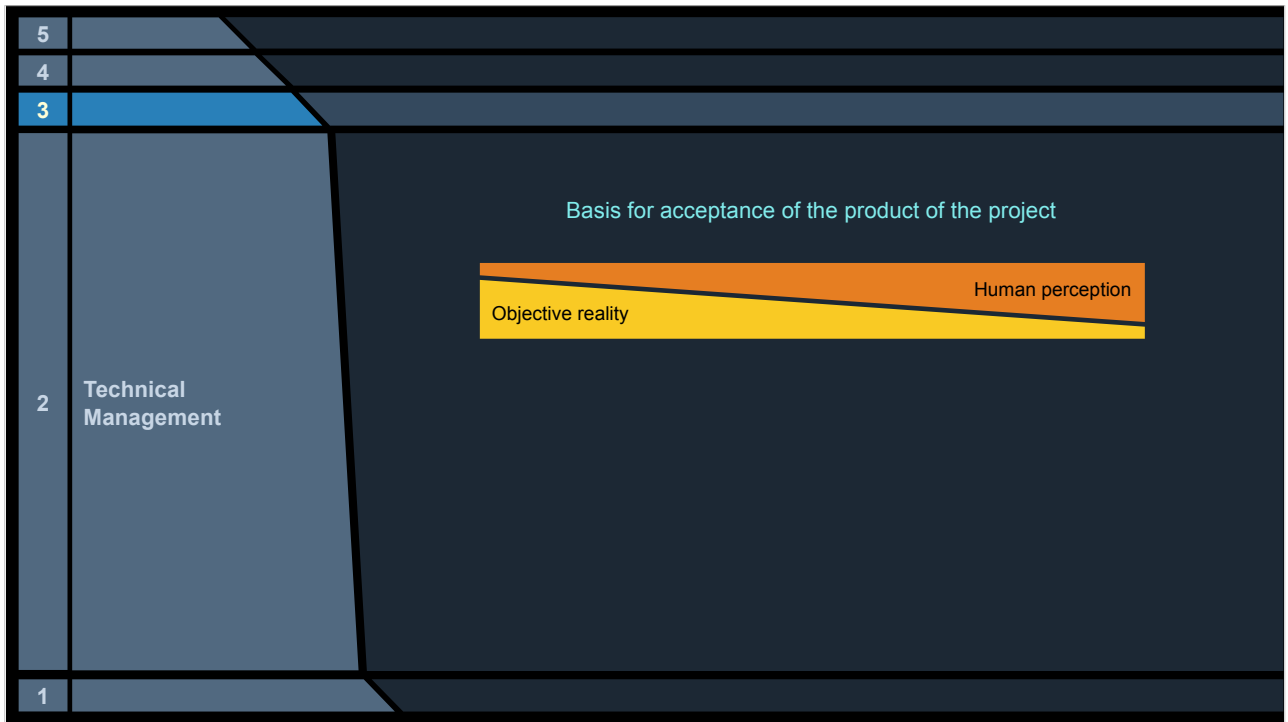 5
4
3
Basis for acceptance of the product of the project
Human perception
Objective reality
2
Technical
Management
1